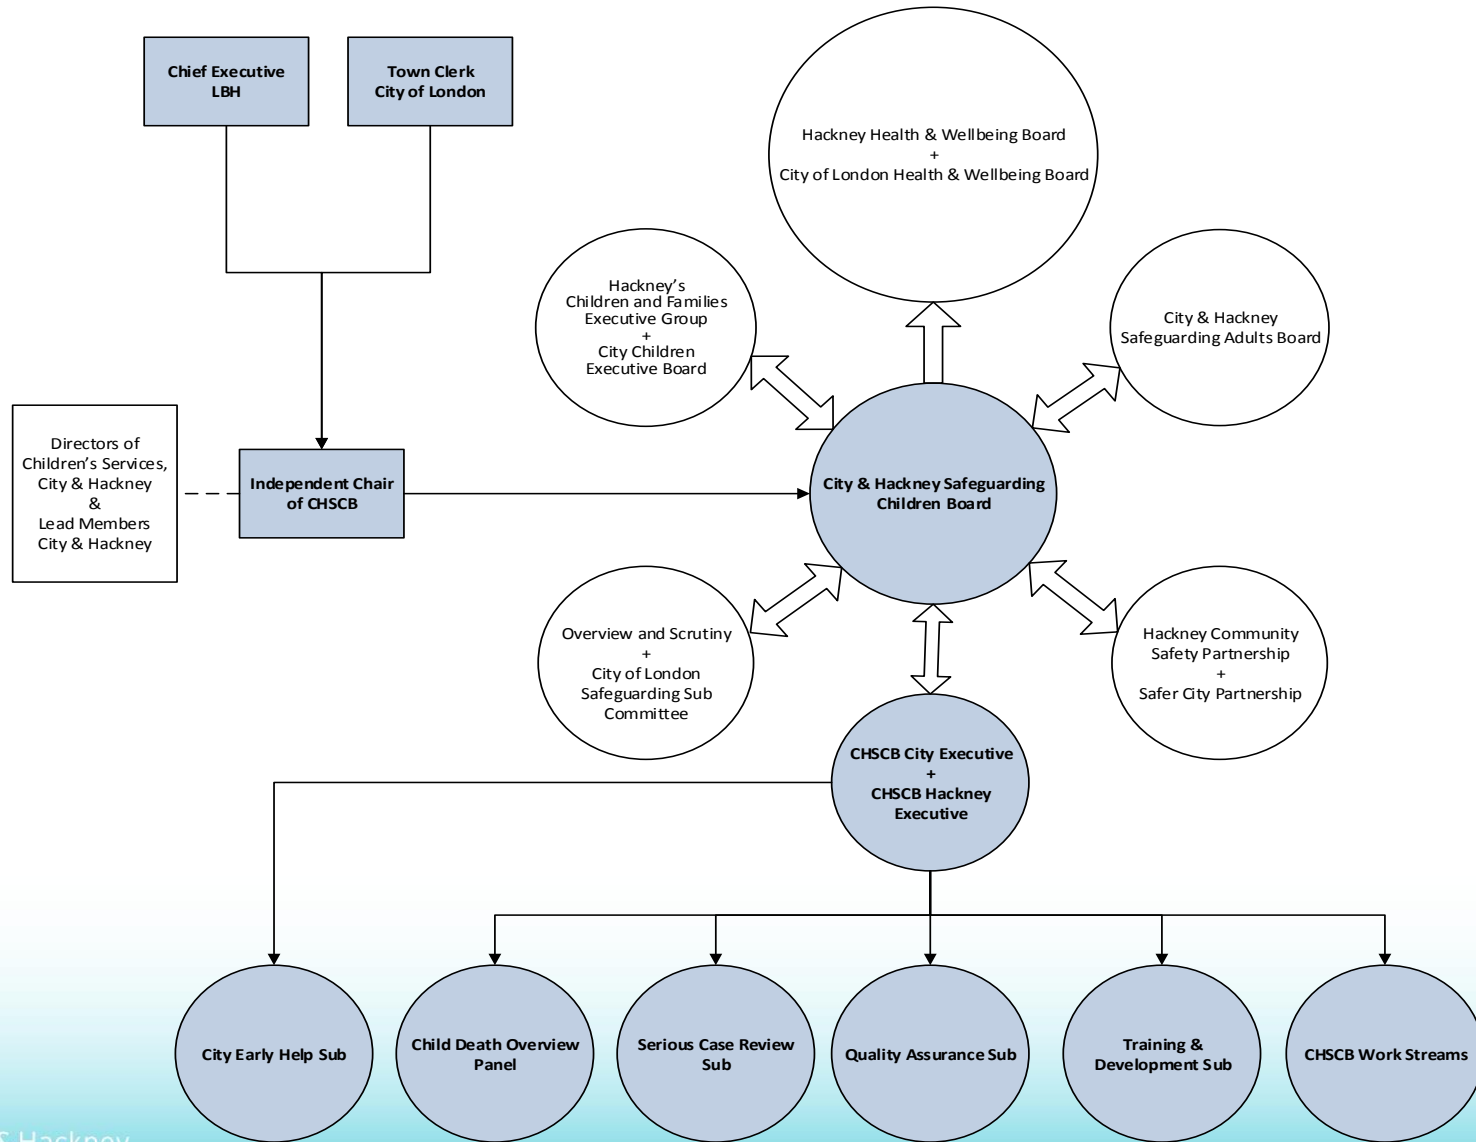 Chief Executive
LBH
Town Clerk
City of London
Hackney Health & Wellbeing Board
+
City of London Health & Wellbeing Board
Hackney's
Children and Families
Executive Group
+
City Children
Executive Board
City & Hackney
Safeguarding Adults Board
Directors of
Children's Services,
City & Hackney
&
Lead Members
City & Hackney
Independent Chair
of CHSCB
City & Hackney Safeguarding
Children Board
Overview and Scrutiny
+
City of London
Safeguarding Sub
Committee
Hackney Community
Safety Partnership
+
Safer City Partnership
CHSCB City Executive
+
CHSCB Hackney
Executive
City Early Help Sub
Child Death Overview
Panel
Serious Case Review
Sub
Quality Assurance Sub
Training &
Development Sub
CHSCB Work Streams
& Hackney